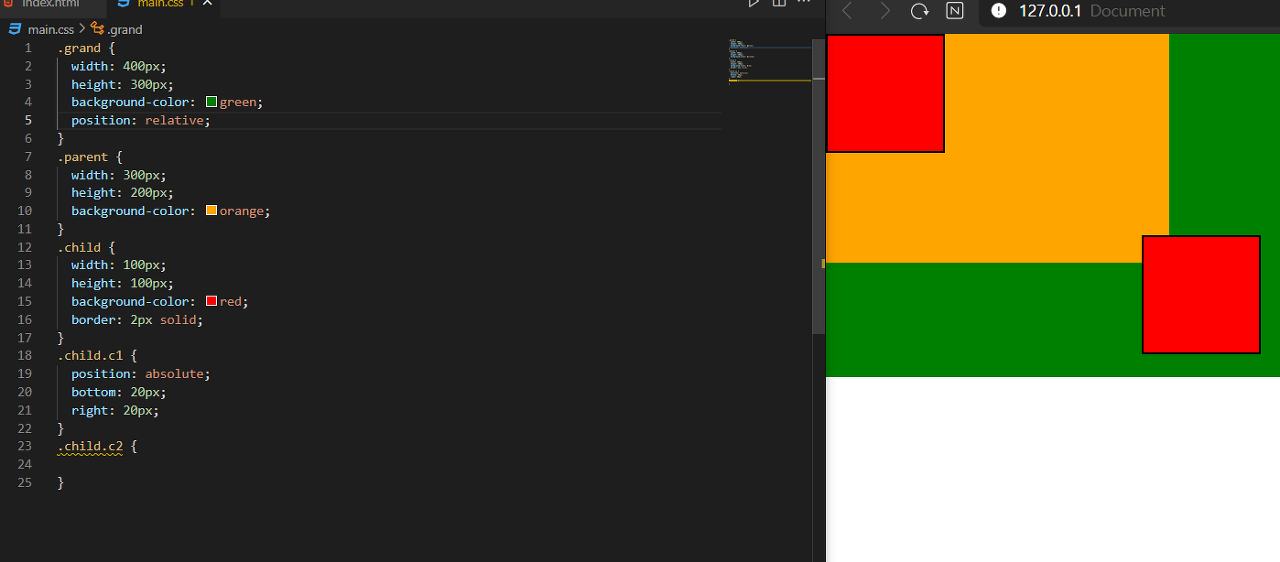 index.html main.css 1
main.css > .grand
127.0.0.1 Document
1 .grand {
2 width: 400px;
3 height: 300px;
4 background-color: green;
5 position: relative;
6 }
7 .parent {
8 width: 300px;
9 height: 200px;
10 background-color: orange;
11 }
12 .child {
13 width: 100px;
14 height: 100px;
15 background-color: red;
16 border: 2px solid;
17 }
18 .child.c1 {
19 position: absolute;
20 bottom: 20px;
21 right: 20px;
22 }
23 .child.c2 {
24
25 }